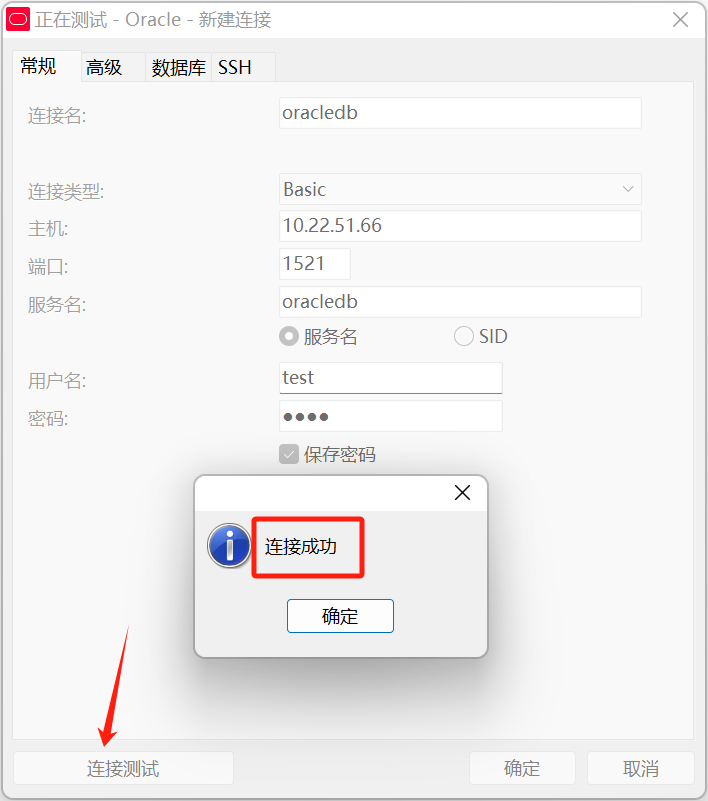 正在测试 - Oracle - 新建连接
常规 高级 数据库 SSH
连接名: oracledb
连接类型: Basic
主机: 10.22.51.66
端口: 1521
服务名: oracledb
服务名 SID
用户名: test
密码: ●●●●
保存密码
连接成功
确定
连接测试 确定 取消